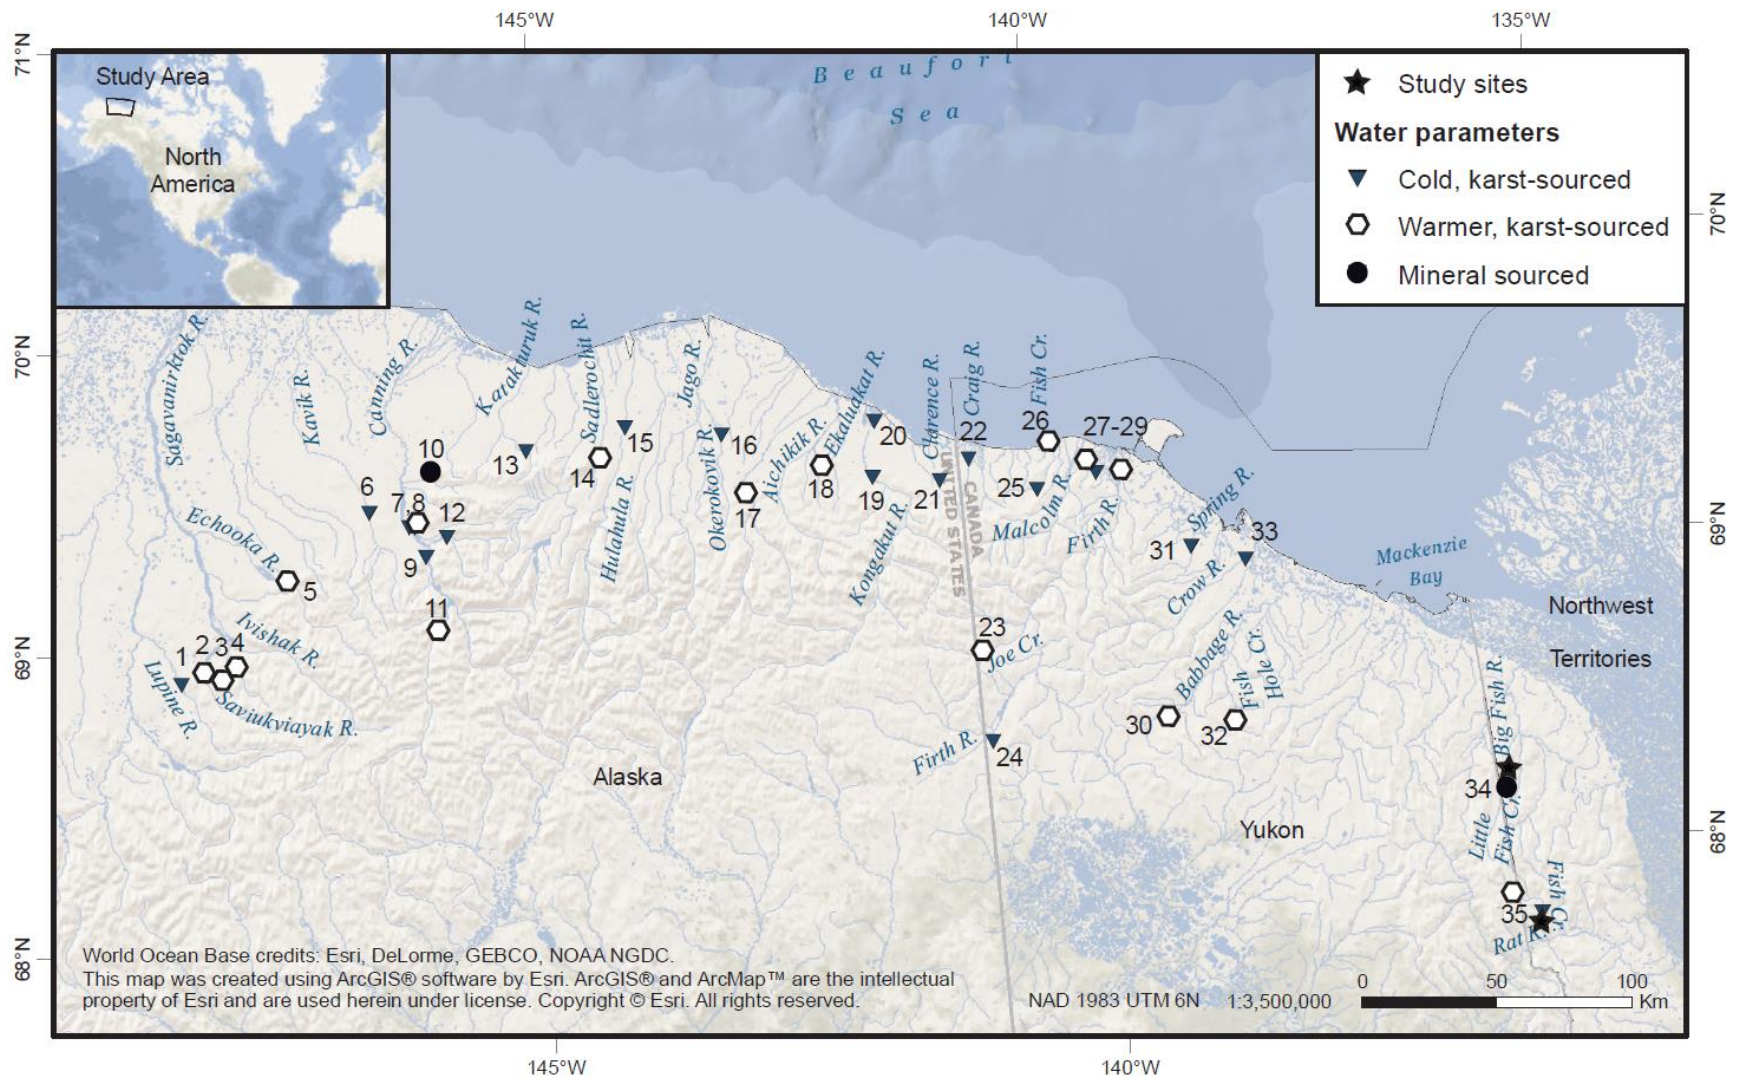 145°W
140°W
135°W
71°N
70°N
69°N
68°N
70°N
69°N
68°N
145°W
140°W
Study Area
North
America
Beaufort
Sea
Study sites
Water parameters
Cold, karst-sourced
Warmer, karst-sourced
Mineral sourced
Sagavanirktok R.
Kavik R.
Canning R.
Katakturuk R.
Sadlerochit R.
Hulahula R.
Jago R.
Okerokovik R.
Aichikik R.
Ekaluakat R.
Kongakut R.
Clarence R.
Craig R.
Fish Cr.
Malcolm R.
Firth R.
Spring R.
Crow R.
Babbage R.
Fish
Hole Cr.
Joe Cr.
Firth R.
Echooka R.
Ivishak R.
Saviukviayak R.
Lupine R.
Big Fish R.
Little
Fish Cr.
Fish Cr.
Rat R.
Mackenzie
Bay
Northwest
Territories
Alaska
Yukon
UNITED STATES
CANADA
1
2
3
4
5
6
7,8
9
10
11
12
13
14
15
16
17
18
19
20
21
22
23
24
25
26
27-29
30
31
32
33
34
35
World Ocean Base credits: Esri, DeLorme, GEBCO, NOAA NGDC.
This map was created using ArcGIS® software by Esri. ArcGIS® and ArcMap™ are the intellectual
property of Esri and are used herein under license. Copyright © Esri. All rights reserved.
NAD 1983 UTM 6N 1:3,500,000
0 50 100
Km